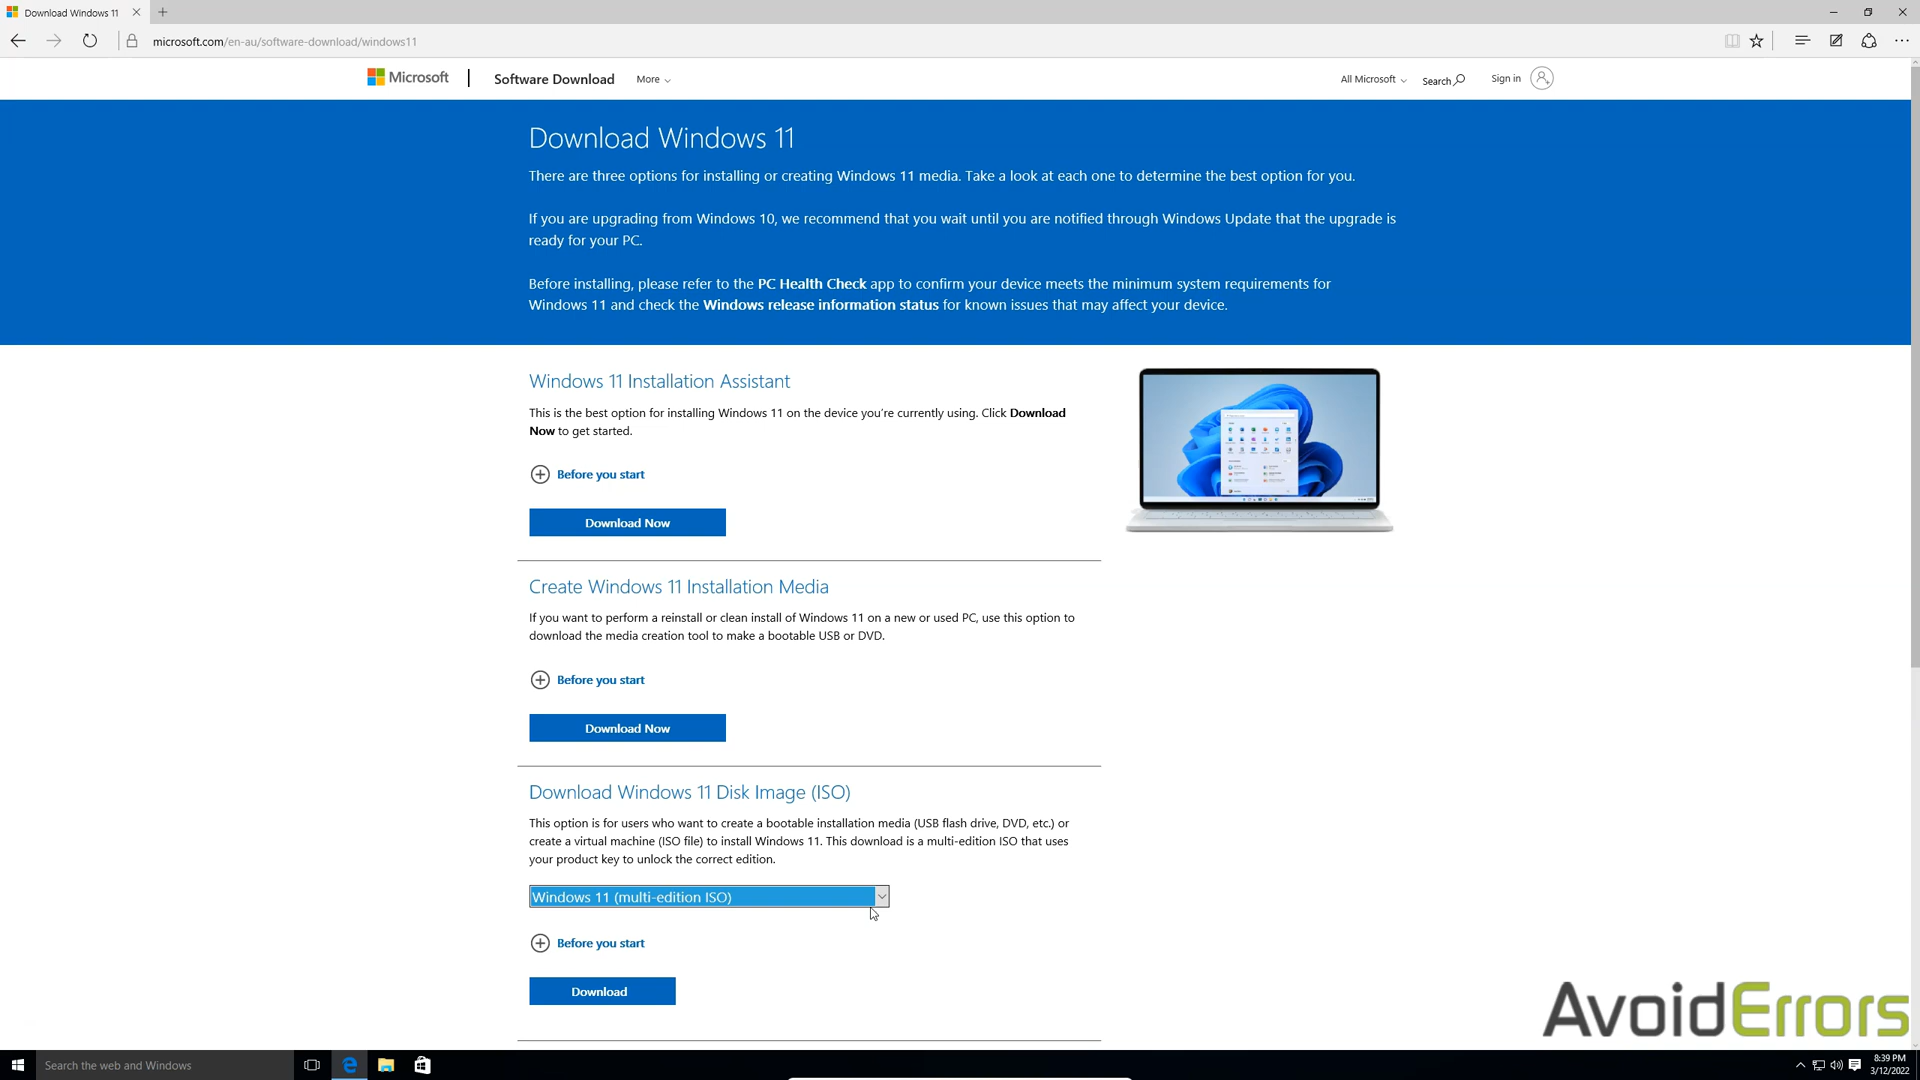 Download Windows 11
microsoft.com/en-au/software-download/windows11
Microsoft
Software Download
More
All Microsoft
Search
Sign in
Download Windows 11
There are three options for installing or creating Windows 11 media. Take a look at each one to determine the best option for you.
If you are upgrading from Windows 10, we recommend that you wait until you are notified through Windows Update that the upgrade is
ready for your PC.
Before installing, please refer to the PC Health Check app to confirm your device meets the minimum system requirements for
Windows 11 and check the Windows release information status for known issues that may affect your device.
Windows 11 Installation Assistant
This is the best option for installing Windows 11 on the device you're currently using. Click Download
Now to get started.
Before you start
Download Now
Create Windows 11 Installation Media
If you want to perform a reinstall or clean install of Windows 11 on a new or used PC, use this option to
download the media creation tool to make a bootable USB or DVD.
Before you start
Download Now
Download Windows 11 Disk Image (ISO)
This option is for users who want to create a bootable installation media (USB flash drive, DVD, etc.) or
create a virtual machine (ISO file) to install Windows 11. This download is a multi-edition ISO that uses
your product key to unlock the correct edition.
Windows 11 (multi-edition ISO)
Before you start
Download
AvoidErrors
Search the web and Windows
8:39 PM
3/12/2022